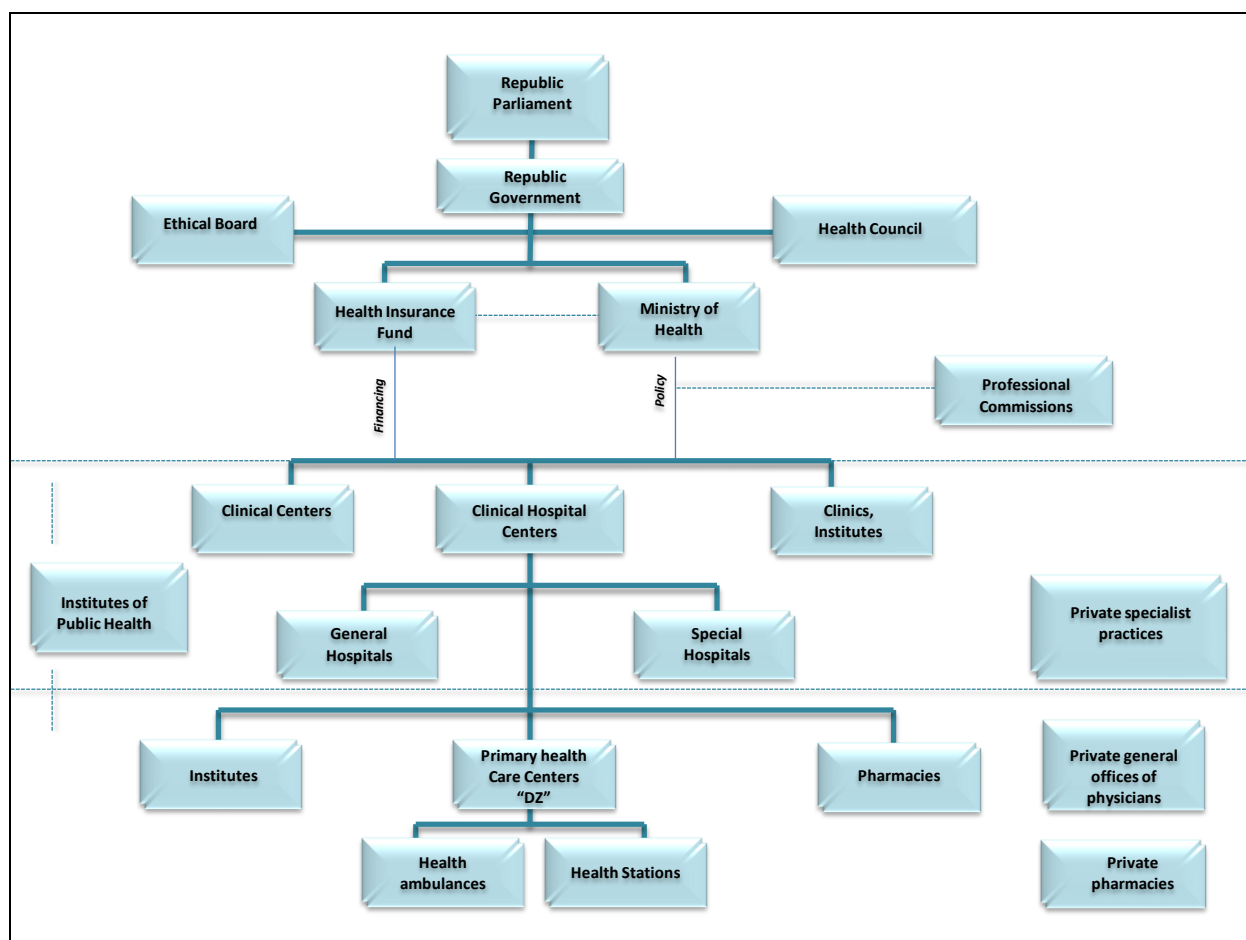 Republic
Parliament
Republic
Government
Ethical Board
Health Council
Health Insurance
Fund
Ministry of
Health
Financing
Policy
Professional
Commissions
Clinical Centers
Clinical Hospital
Centers
Clinics,
Institutes
Institutes of
Public Health
General
Hospitals
Special
Hospitals
Private specialist
practices
Institutes
Primary health
Care Centers
“DZ”
Pharmacies
Private general
offices of
physicians
Health
ambulances
Health Stations
Private
pharmacies